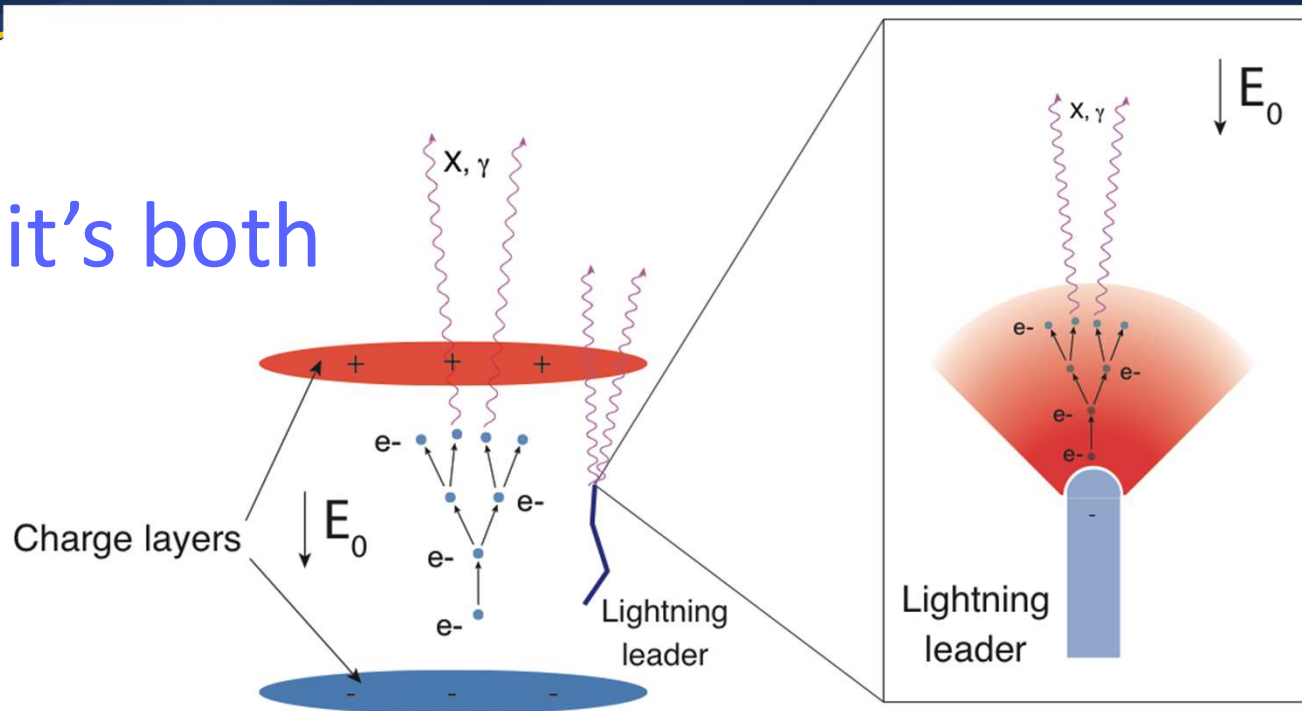 it’s both
X, γ
+ + +
e-
e-
e-
e-
E₀
Charge layers
Lightning
leader
- - -
E₀
X, γ
e-
e-
e-
e-
-
Lightning
leader